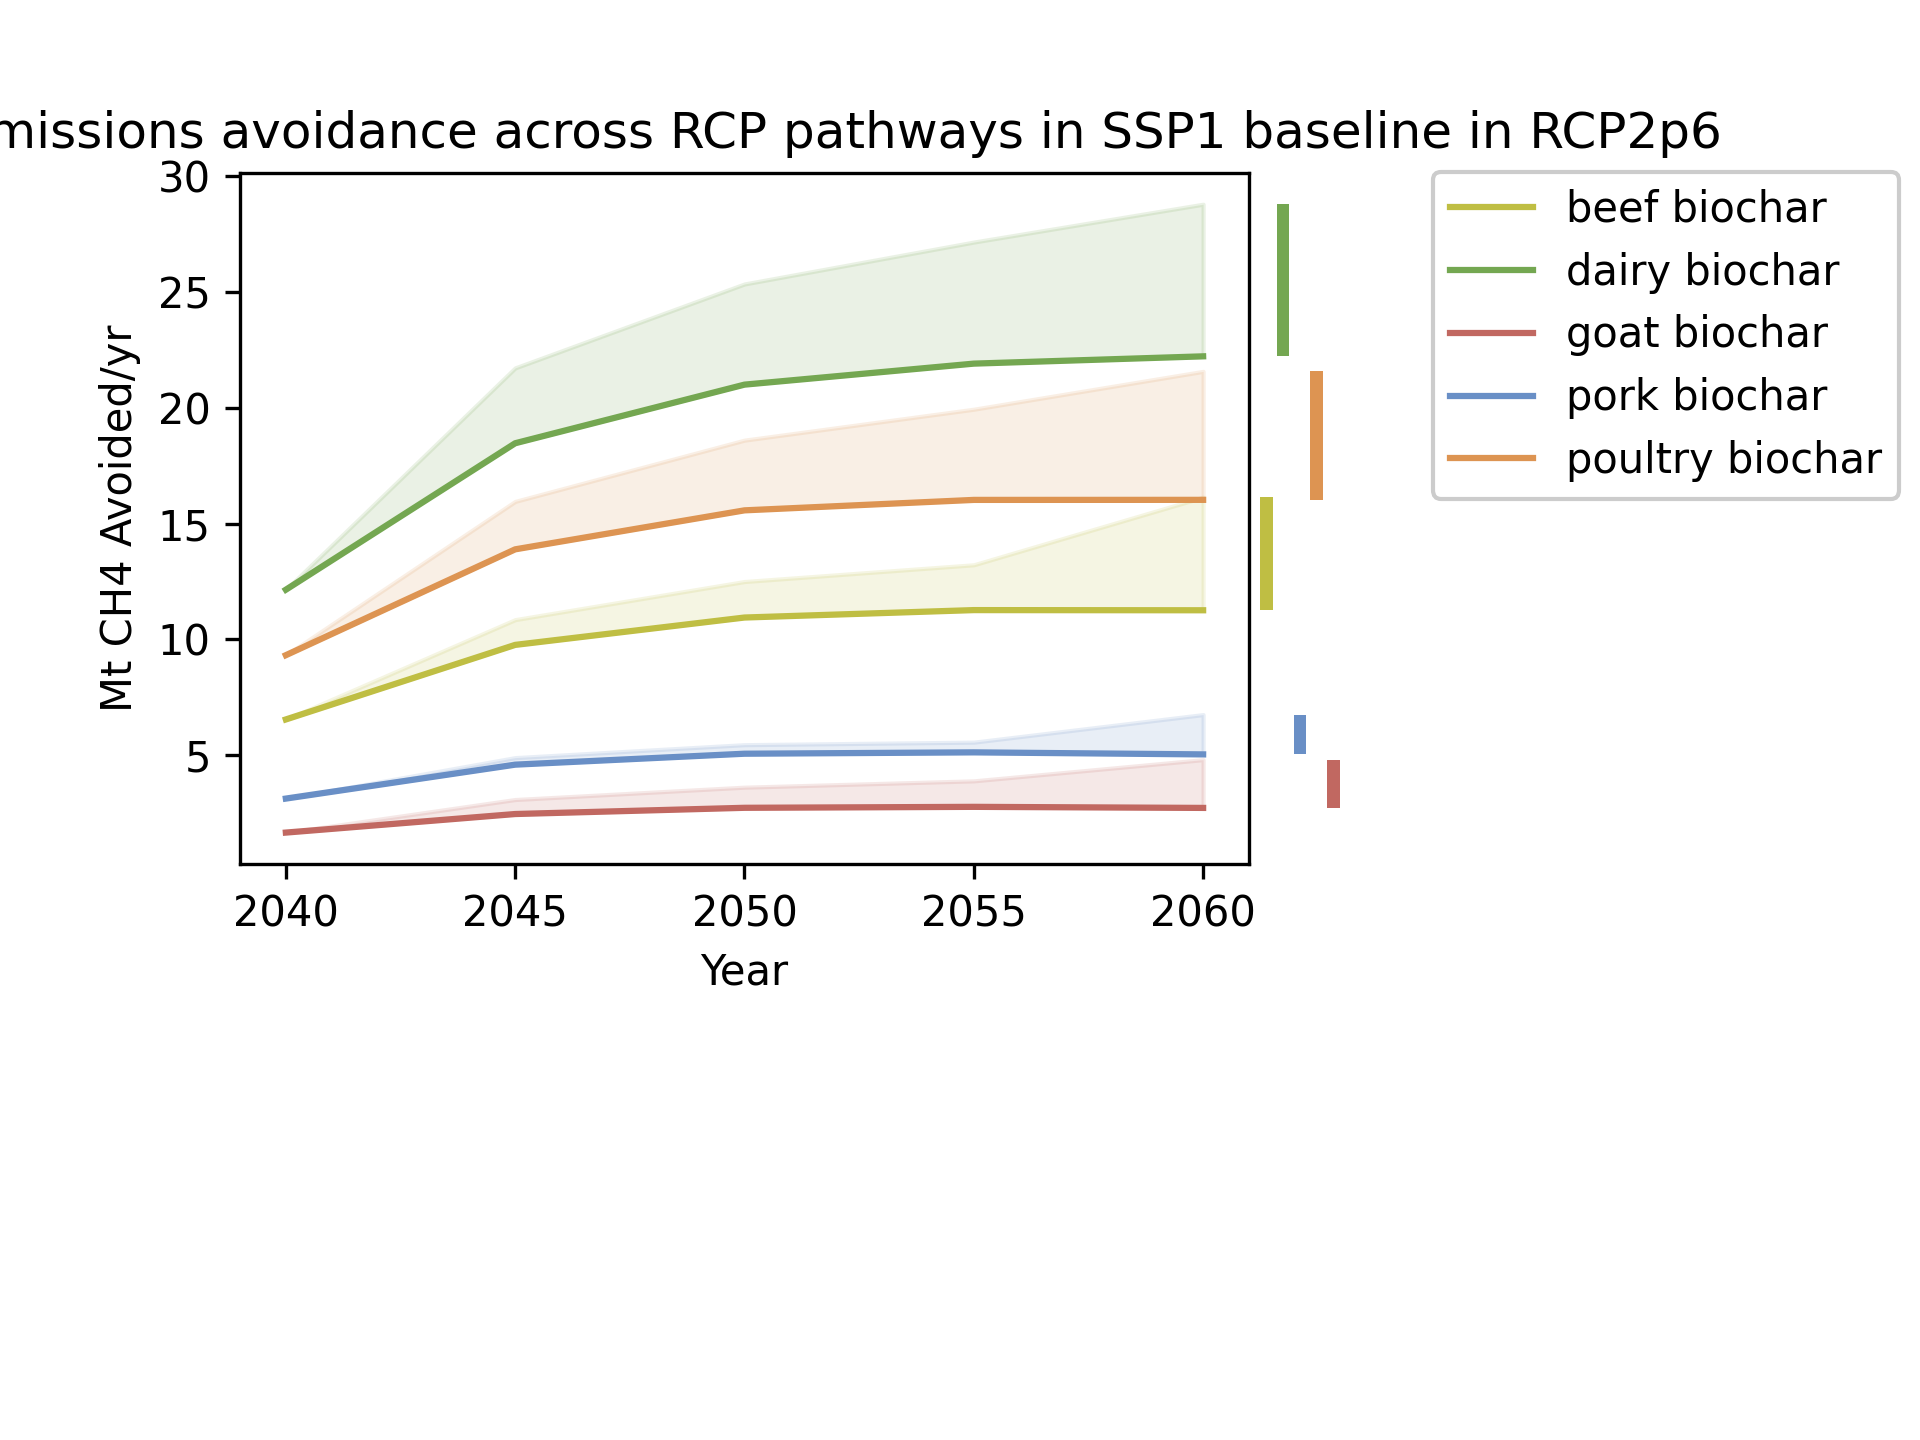 missions avoidance across RCP pathways in SSP1 baseline in RCP2p6
30
25
20
15
10
5
Mt CH4 Avoided/yr
2040 2045 2050 2055 2060
Year
beef biochar
dairy biochar
goat biochar
pork biochar
poultry biochar